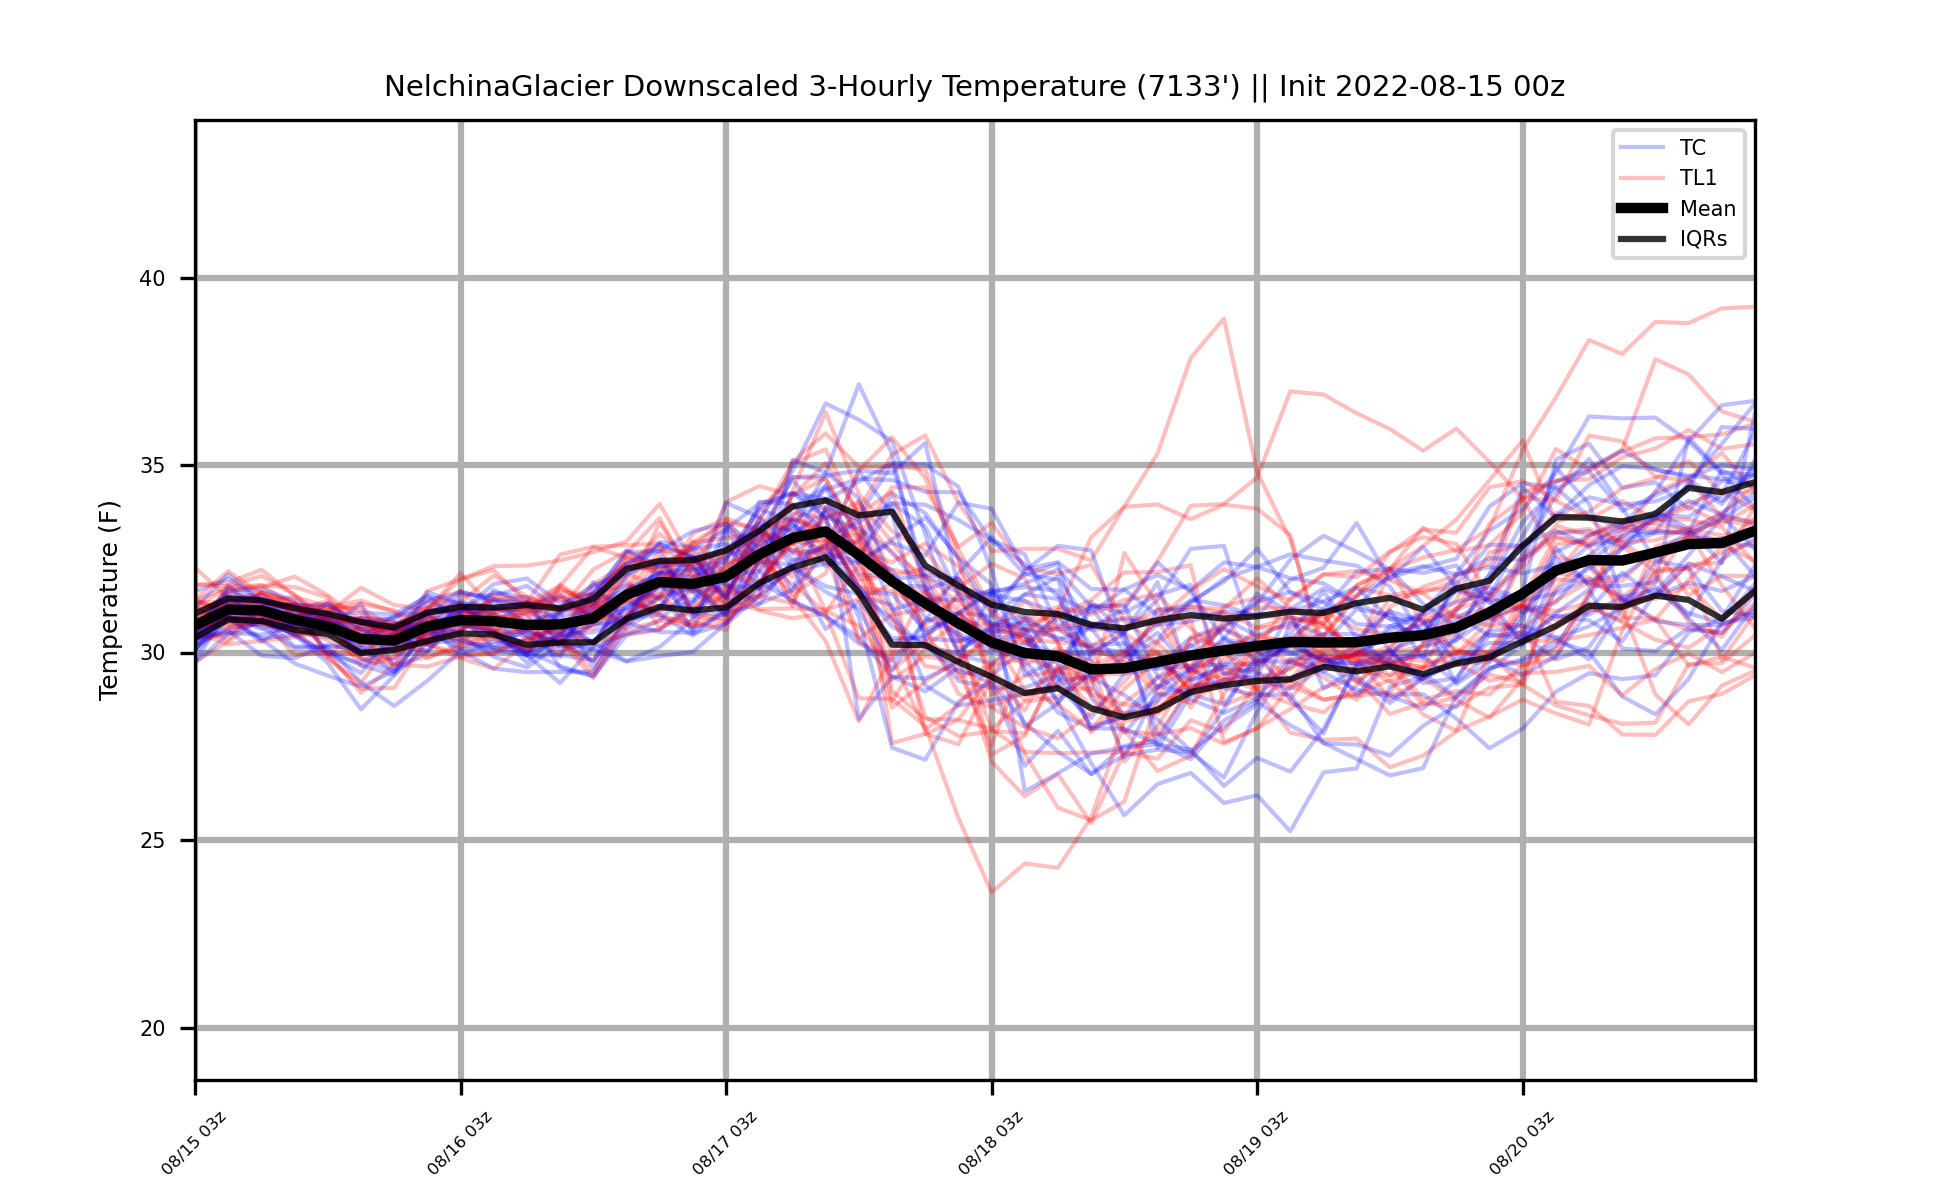 NelchinaGlacier Downscaled 3-Hourly Temperature (7133') || Init 2022-08-15 00z
TC
TL1
Mean
IQRs
Temperature (F)
40
35
30
25
20
08/15 03z
08/16 03z
08/17 03z
08/18 03z
08/19 03z
08/20 03z